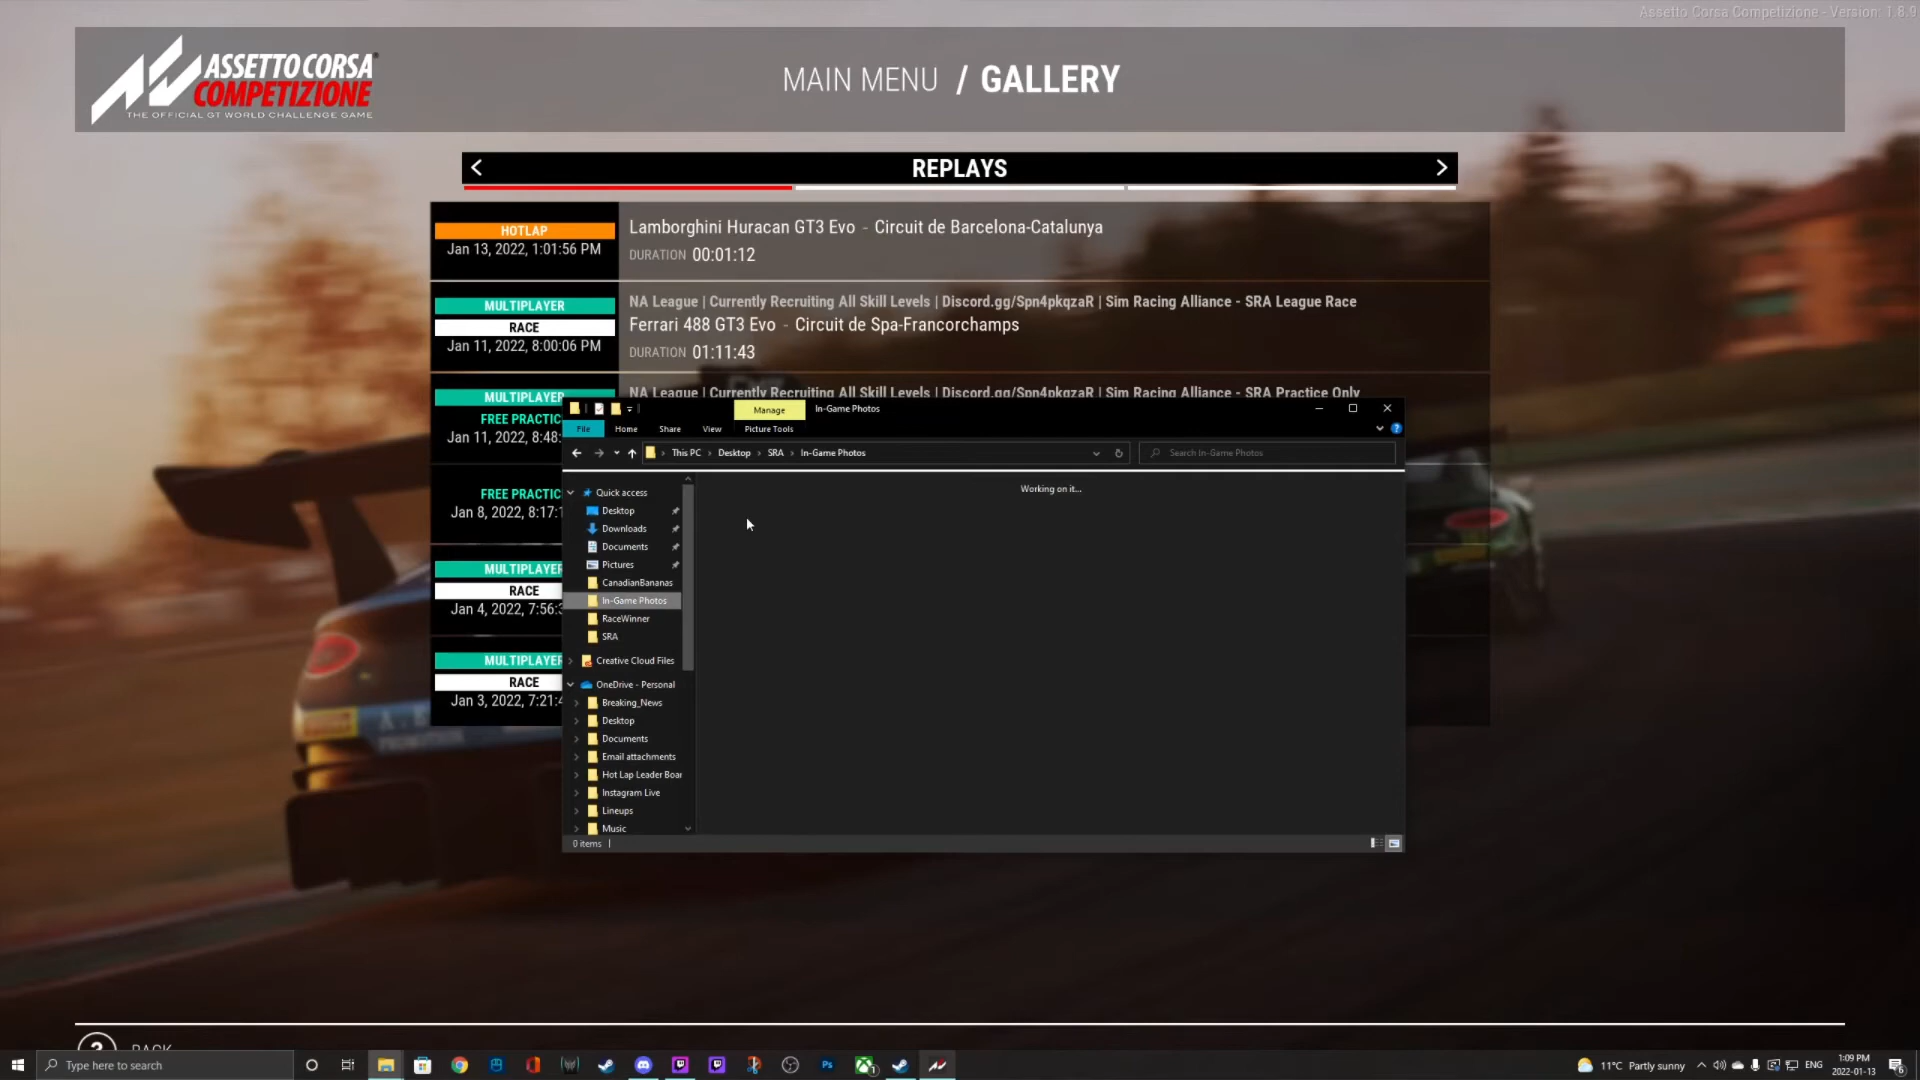 Assetto Corsa Competizione - Version: 1.8.9
ASSETTO CORSA
COMPETIZIONE
THE OFFICIAL GT WORLD CHALLENGE GAME
MAIN MENU / GALLERY
REPLAYS
HOTLAP
Jan 13, 2022, 1:01:56 PM
Lamborghini Huracan GT3 Evo - Circuit de Barcelona-Catalunya
DURATION 00:01:12
MULTIPLAYER
RACE
Jan 11, 2022, 8:00:06 PM
NA League | Currently Recruiting All Skill Levels | Discord.gg/Spn4pkqzaR | Sim Racing Alliance - SRA League Race
Ferrari 488 GT3 Evo - Circuit de Spa-Francorchamps
DURATION 01:11:43
MULTIPLAYER
FREE PRACTIC
Jan 11, 2022, 8:48:
NA League | Currently Recruiting All Skill Levels | Discord.gg/Spn4pkqzaR | Sim Racing Alliance - SRA Practice Only
FREE PRACTIC
Jan 8, 2022, 8:17:
MULTIPLAYER
RACE
Jan 4, 2022, 7:56:
MULTIPLAYER
RACE
Jan 3, 2022, 7:21:
Manage
In-Game Photos
File
Home
Share
View
Picture Tools
This PC > Desktop > SRA > In-Game Photos
Search In-Game Photos
Working on it...
Quick access
Desktop
Downloads
Documents
Pictures
CanadianBananas
In-Game Photos
RaceWinner
SRA
Creative Cloud Files
OneDrive - Personal
Breaking_News
Desktop
Documents
Email attachments
Hot Lap Leader Boar
Instagram Live
Lineups
Music
0 items
BACK
Type here to search
Ps
11°C Partly sunny
ENG
1:09 PM
2022-01-13
6